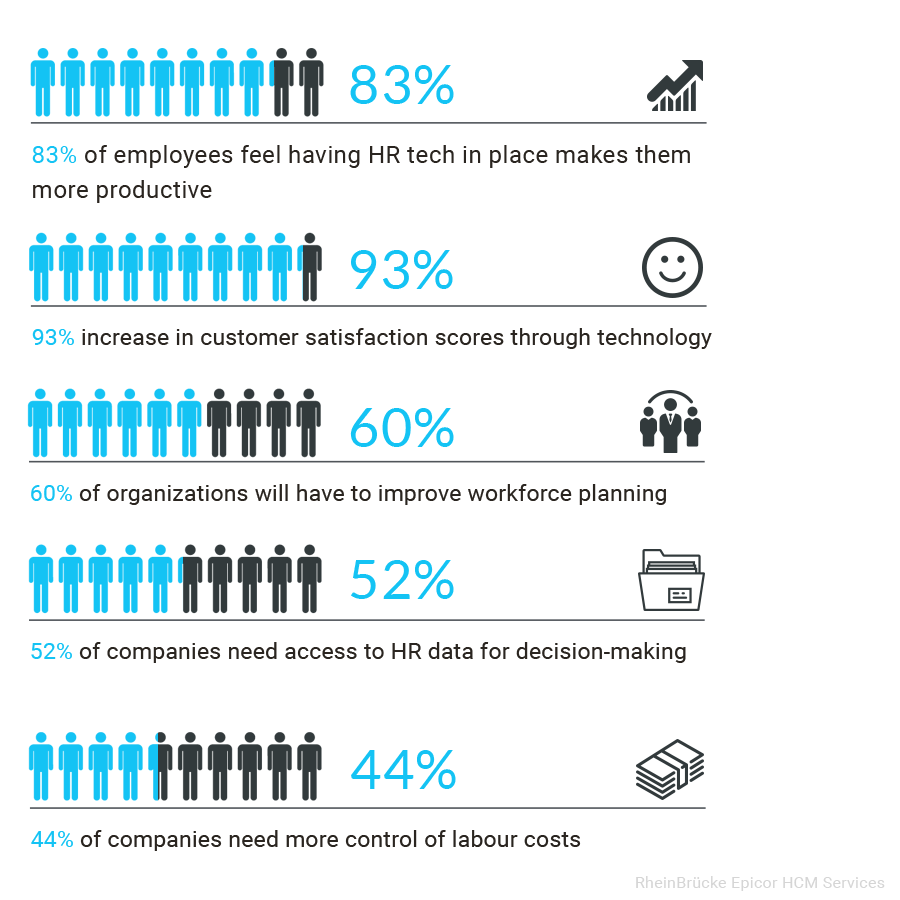 83%
83% of employees feel having HR tech in place makes them
more productive
93%
93% increase in customer satisfaction scores through technology
60%
60% of organizations will have to improve workforce planning
52%
52% of companies need access to HR data for decision-making
44%
44% of companies need more control of labour costs
RheinBrücke Epicor HCM Services